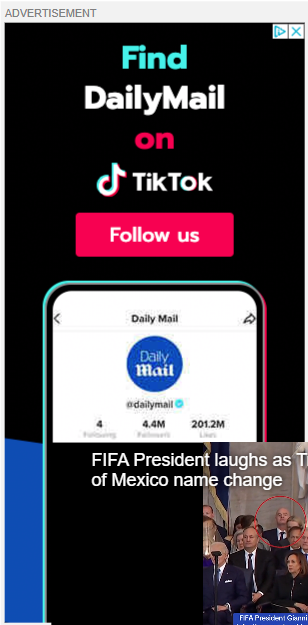 ADVERTISEMENT
Find
DailyMail
on
TikTok
Follow us
Daily Mail
Daily
Mail
@dailymail
4 4.4M 201.2M
Following Followers Likes
FIFA President laughs as T
of Mexico name change
FIFA President Gianni